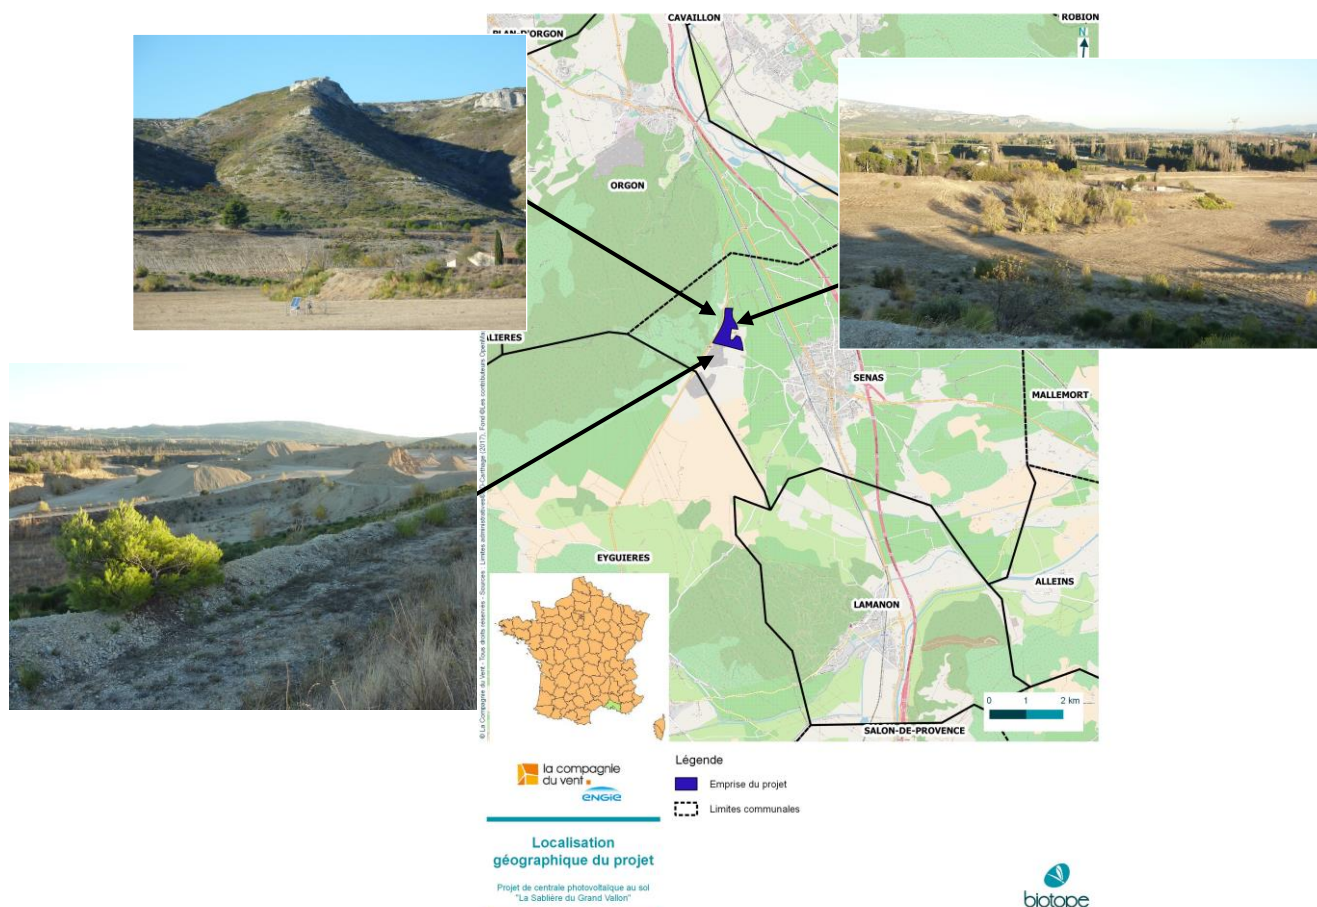 CAVAILLON
ROBION
PLAN-D'ORGON
N
ORGON
ALIERES
SENAS
MALLEMORT
EYGUIERES
ALLEINS
LAMANON
0 1 2 km
SALON-DE-PROVENCE
la compagnie
du vent
ENGIE
Légende
Emprise du projet
Limites communales
Localisation
géographique du projet
Projet de centrale photovoltaïque au sol
"La Sablière du Grand Vallon"
biotope